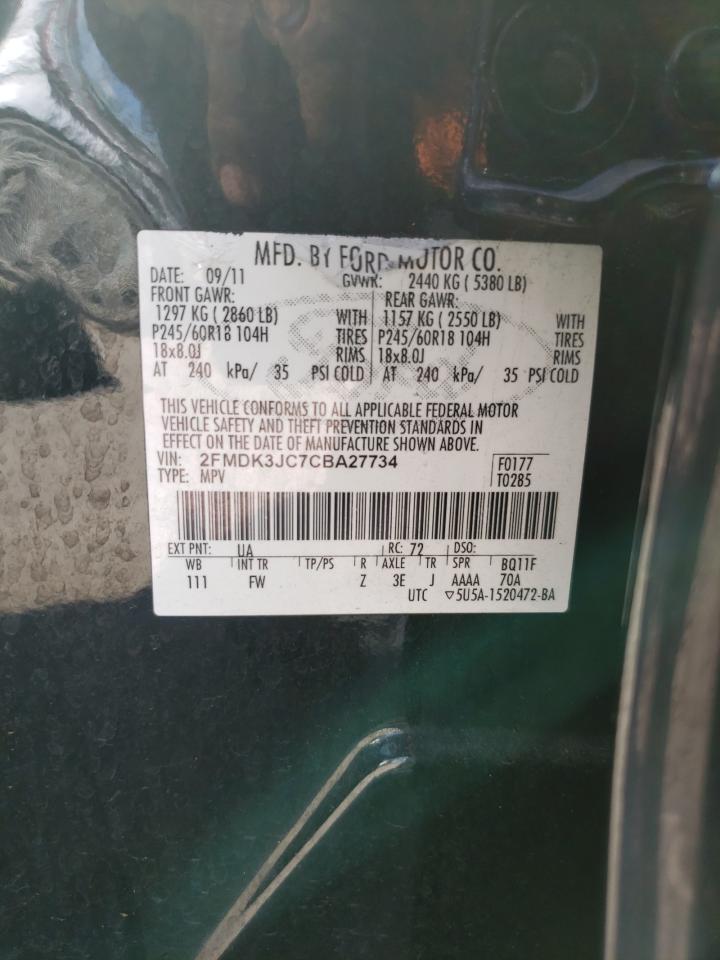 MFD. BY FORD MOTOR CO.
DATE: 09/11 GVWR: 2440 KG ( 5380 LB)
FRONT GAWR: REAR GAWR:
1297 KG ( 2860 LB) WITH 1157 KG ( 2550 LB) WITH
P245/60R18 104H TIRES P245/60R18 104H TIRES
18x8.0J RIMS 18x8.0J RIMS
AT 240 kPa/ 35 PSI COLD AT 240 kPa/ 35 PSI COLD
THIS VEHICLE CONFORMS TO ALL APPLICABLE FEDERAL MOTOR
VEHICLE SAFETY AND THEFT PREVENTION STANDARDS IN
EFFECT ON THE DATE OF MANUFACTURE SHOWN ABOVE.
VIN: 2FMDK3JC7CBA27734 F0177
TYPE: MPV T0285
EXT PNT: UA RC: 72 DSO:
WB INT TR TP/PS R AXLE TR SPR BQ11F
111 FW Z 3E J AAAA 70A
UTC ▽5U5A-1520472-BA